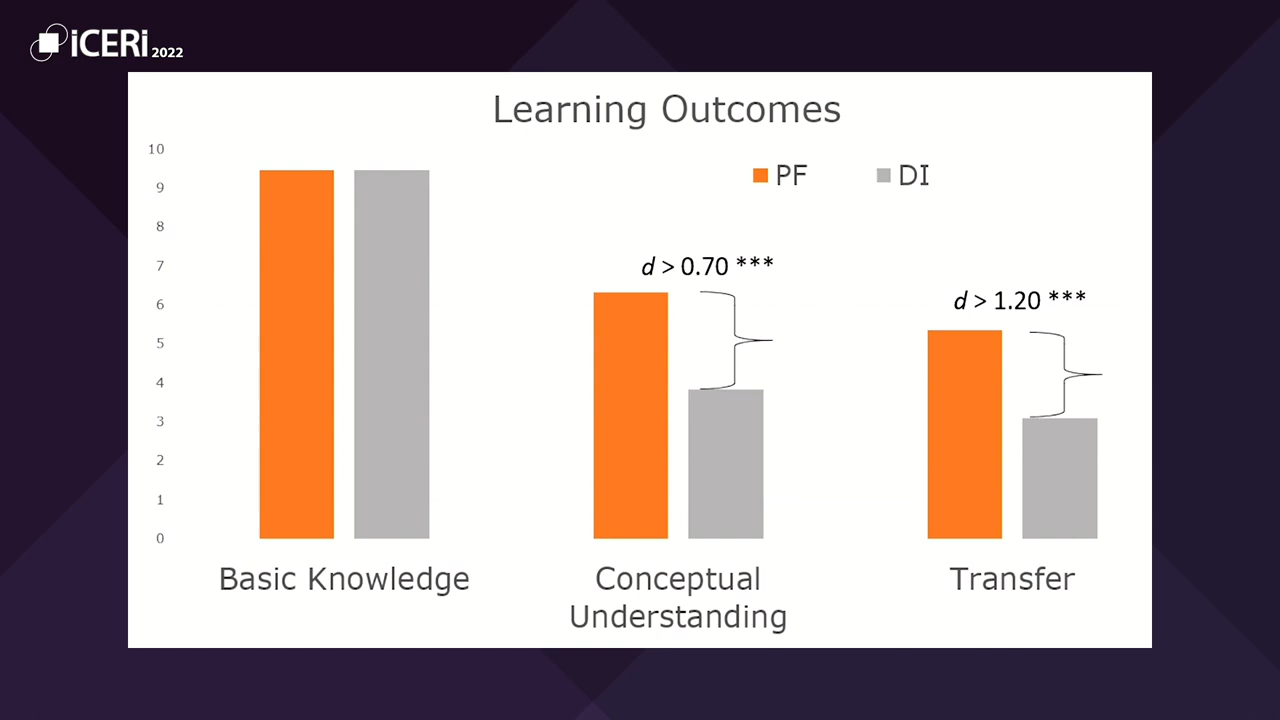 iCERi 2022
Learning Outcomes
PF
DI
10
9
8
7
6
5
4
3
2
1
0
d > 0.70 ***
d > 1.20 ***
Basic Knowledge
Conceptual
Understanding
Transfer